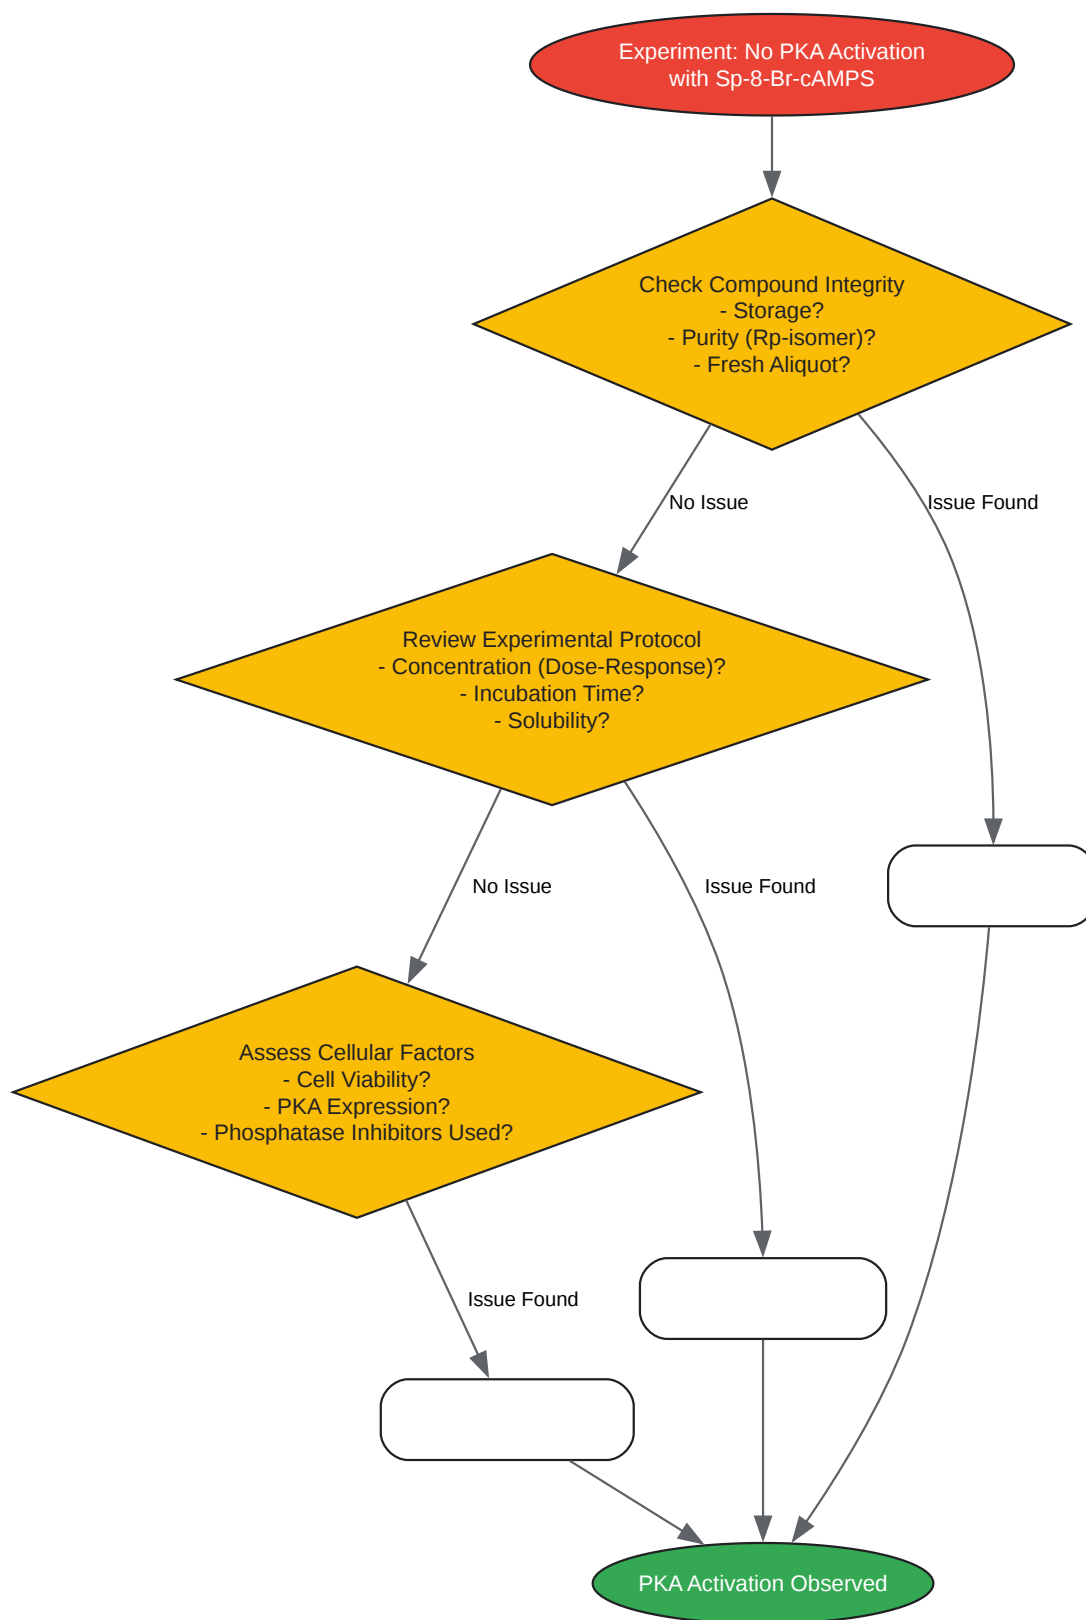 Experiment: No PKA Activation
with Sp-8-Br-cAMPS
Check Compound Integrity
- Storage?
- Purity (Rp-isomer)?
- Fresh Aliquot?
No Issue
Issue Found
Review Experimental Protocol
- Concentration (Dose-Response)?
- Incubation Time?
- Solubility?
No Issue
Issue Found
Assess Cellular Factors
- Cell Viability?
- PKA Expression?
- Phosphatase Inhibitors Used?
Issue Found
PKA Activation Observed